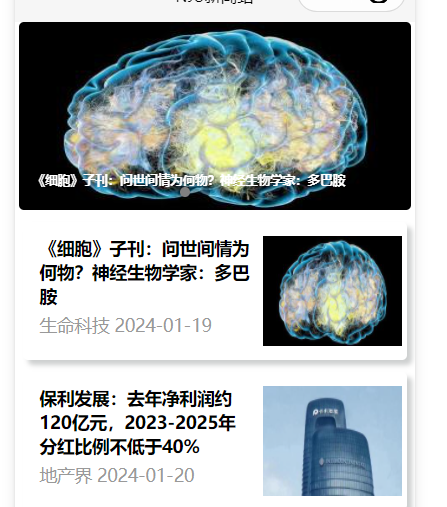 《细胞》子刊：问世间情为何物？神经生物学家：多巴胺
《细胞》子刊：问世间情为
何物？神经生物学家：多巴
胺
生命科技 2024-01-19
保利发展：去年净利润约
120亿元，2023-2025年
分红比例不低于40%
地产界 2024-01-20